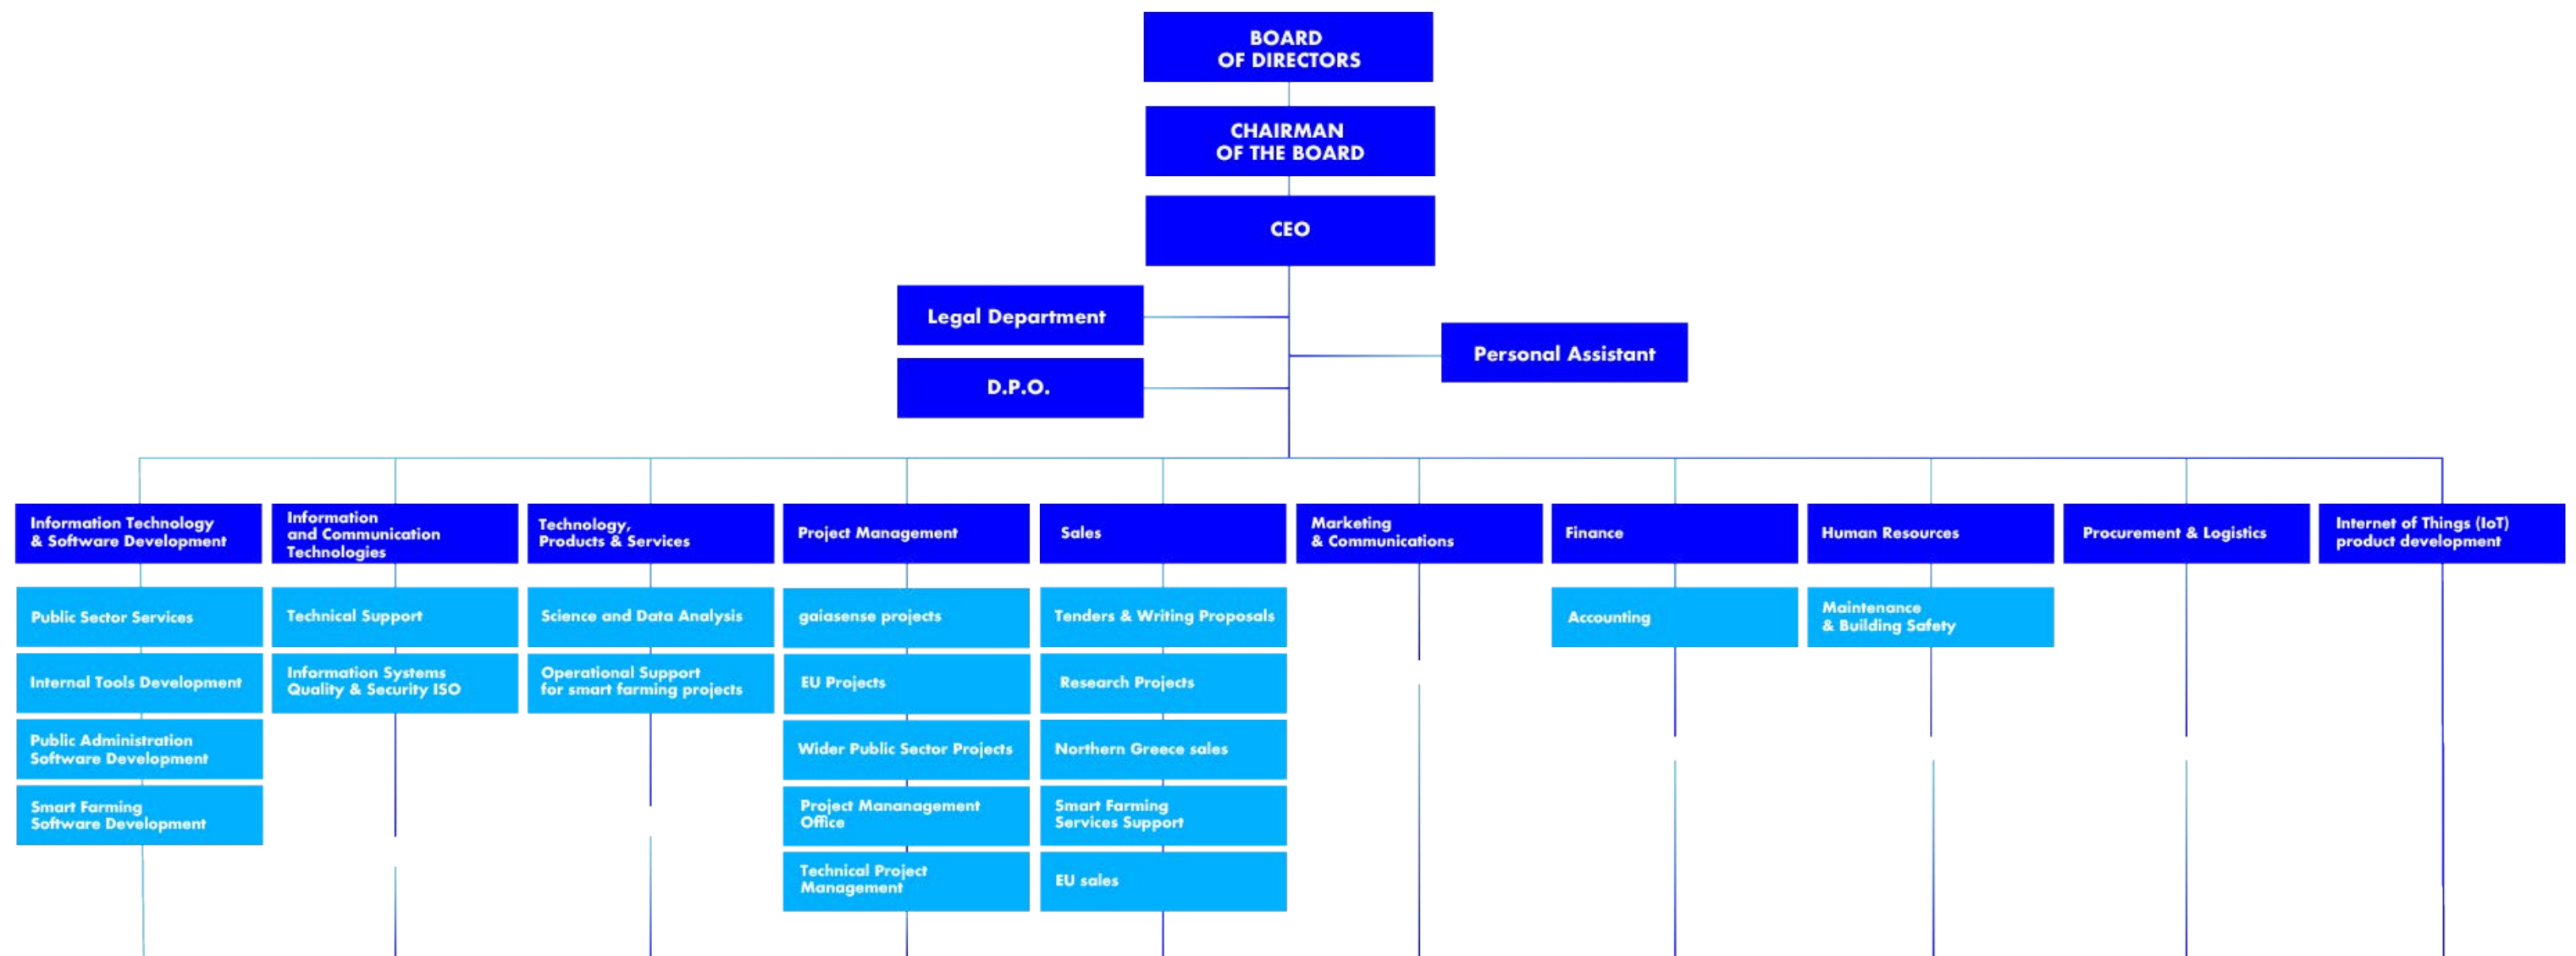 BOARD
OF DIRECTORS
CHAIRMAN
OF THE BOARD
CEO
Legal Department
Personal Assistant
D.P.O.
Information Technology
& Software Development
Information
and Communication
Technologies
Technology,
Products & Services
Project Management
Sales
Marketing
& Communications
Finance
Human Resources
Procurement & Logistics
Internet of Things (IoT)
product development
Public Sector Services
Technical Support
Science and Data Analysis
gaiasense projects
Tenders & Writing Proposals
Accounting
Maintenance
& Building Safety
Internal Tools Development
Information Systems
Quality & Security ISO
Operational Support
for smart farming projects
EU Projects
Research Projects
Public Administration
Software Development
Wider Public Sector Projects
Northern Greece sales
Smart Farming
Software Development
Project Mananagement
Office
Smart Farming
Services Support
Technical Project
Management
EU sales